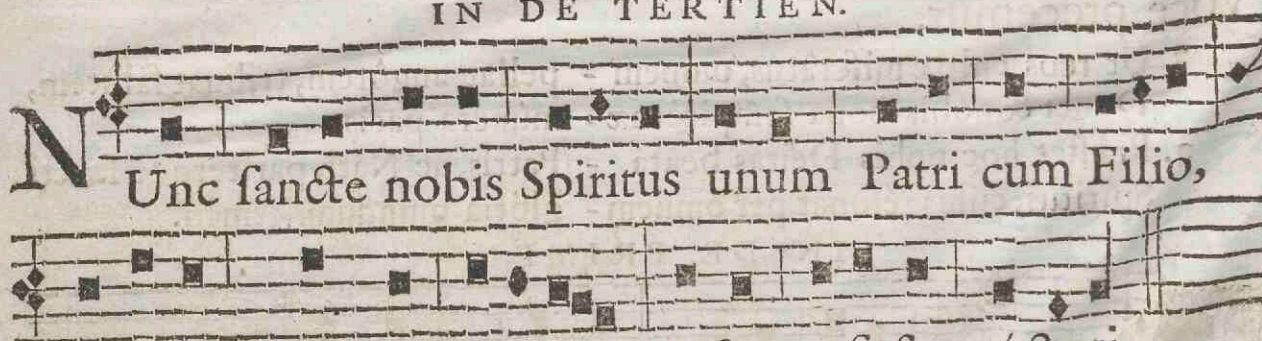 IN DE TERTIEN.
NUnc ſancte nobis Spiritus unum Patri cum Filio,